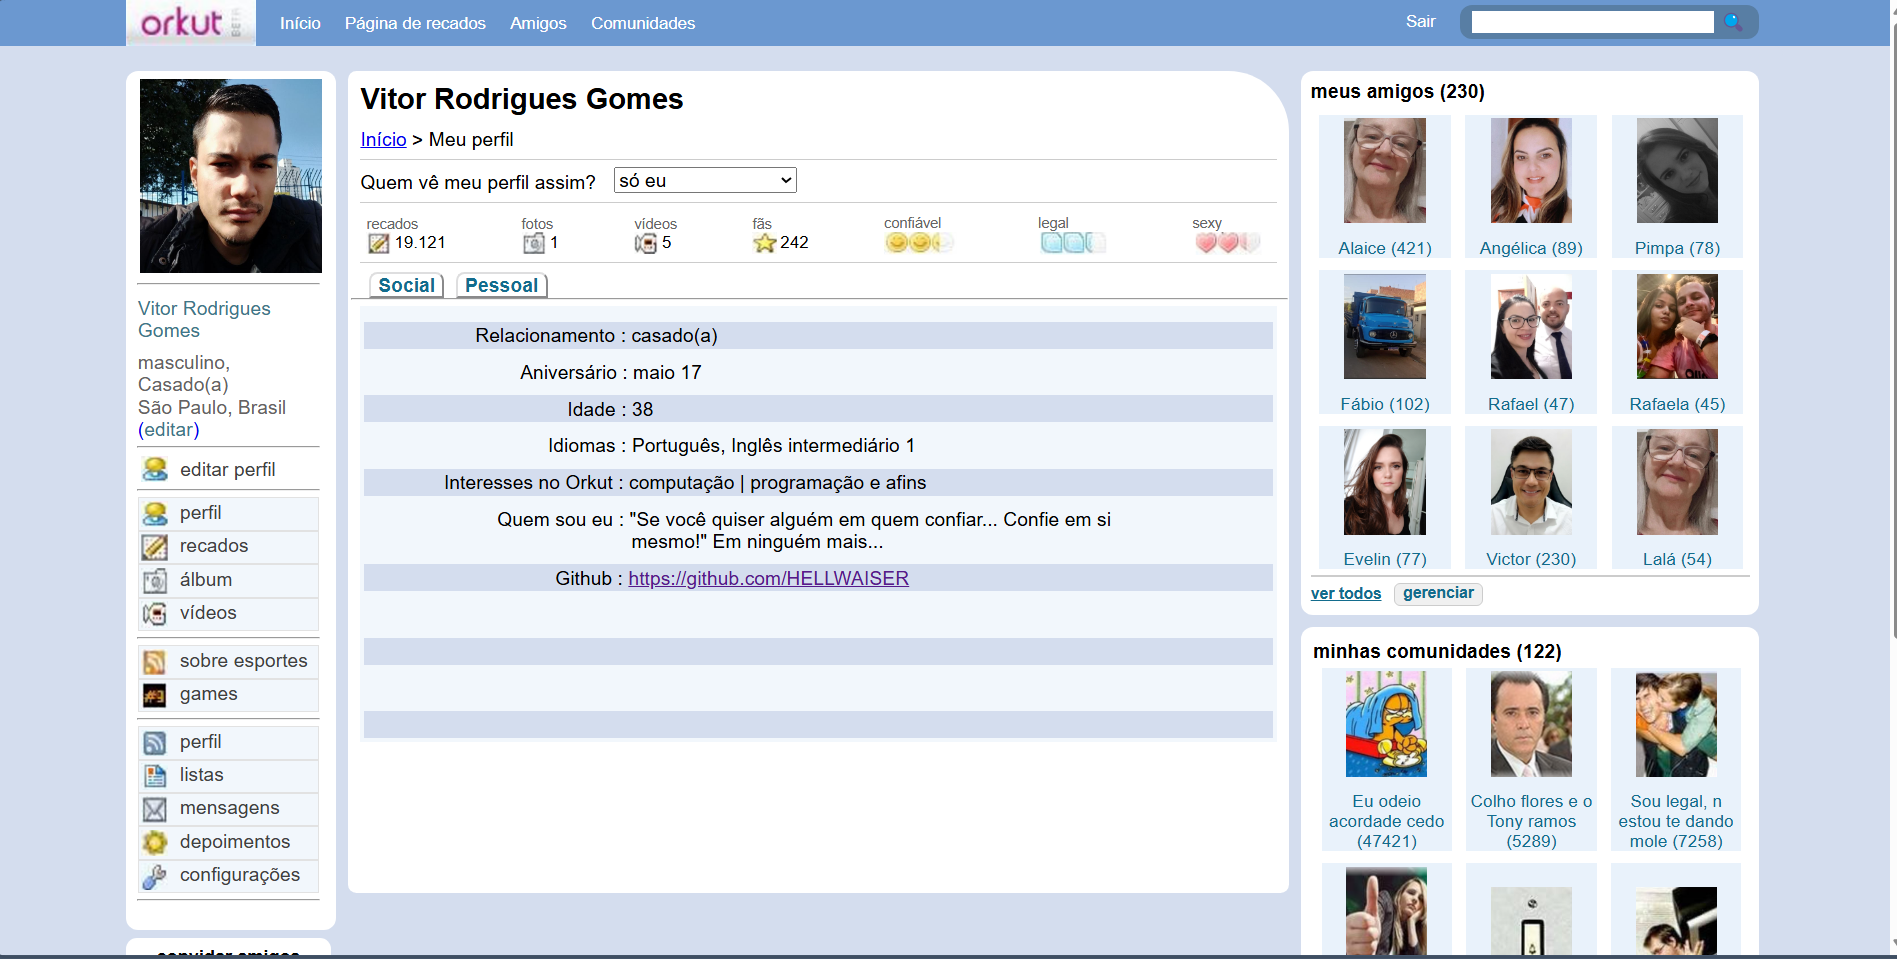 orkut BETA
Início Página de recados Amigos Comunidades Sair
Vitor Rodrigues
Gomes
masculino,
Casado(a)
São Paulo, Brasil
(editar)
editar perfil
perfil
recados
álbum
vídeos
sobre esportes
games
perfil
listas
mensagens
depoimentos
configurações
Vitor Rodrigues Gomes
Início > Meu perfil
Quem vê meu perfil assim? só eu
recados fotos vídeos fãs confiável legal sexy
19.121 1 5 242
Social Pessoal
Relacionamento : casado(a)
Aniversário : maio 17
Idade : 38
Idiomas : Português, Inglês intermediário 1
Interesses no Orkut : computação | programação e afins
Quem sou eu : "Se você quiser alguém em quem confiar... Confie em si
mesmo!" Em ninguém mais...
Github : https://github.com/HELLWAISER
meus amigos (230)
Alaice (421) Angélica (89) Pimpa (78)
Fábio (102) Rafael (47) Rafaela (45)
Evelin (77) Victor (230) Lalá (54)
ver todos gerenciar
minhas comunidades (122)
Eu odeio
acordade cedo
(47421)
Colho flores e o
Tony ramos
(5289)
Sou legal, n
estou te dando
mole (7258)